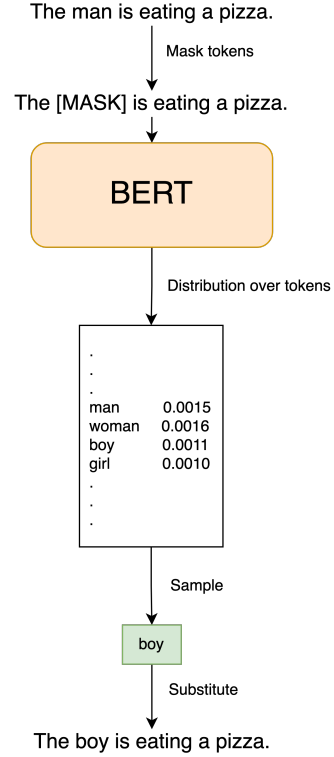 The man is eating a pizza.
Mask tokens
The [MASK] is eating a pizza.
BERT
Distribution over tokens
.
.
.
man 0.0015
woman 0.0016
boy 0.0011
girl 0.0010
.
.
.
Sample
boy
Substitute
The boy is eating a pizza.